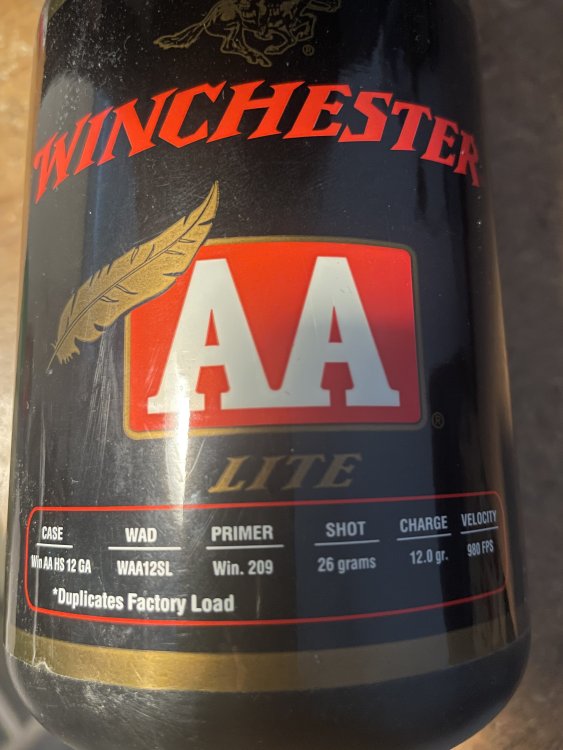 ®
WINCHESTER
AA®
LITE
CASE WAD PRIMER SHOT CHARGE VELOCITY
Win AA HS 12 GA WAA12SL Win. 209 26 grams 12.0 gr. 980 FPS
*Duplicates Factory Load